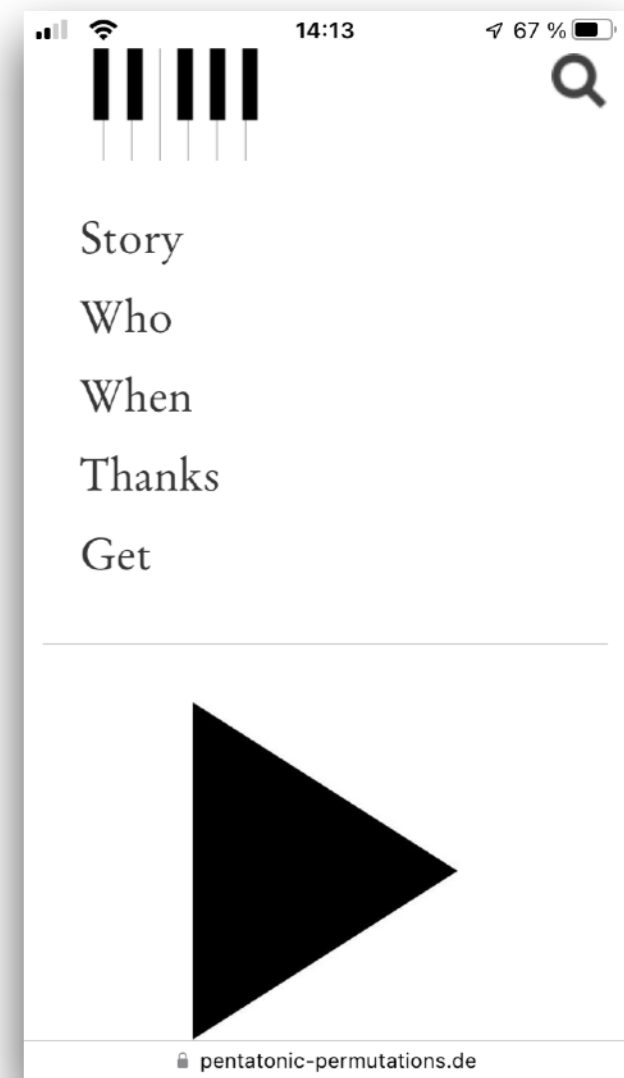 14:13
67 %
Story
Who
When
Thanks
Get
pentatonic-permutations.de